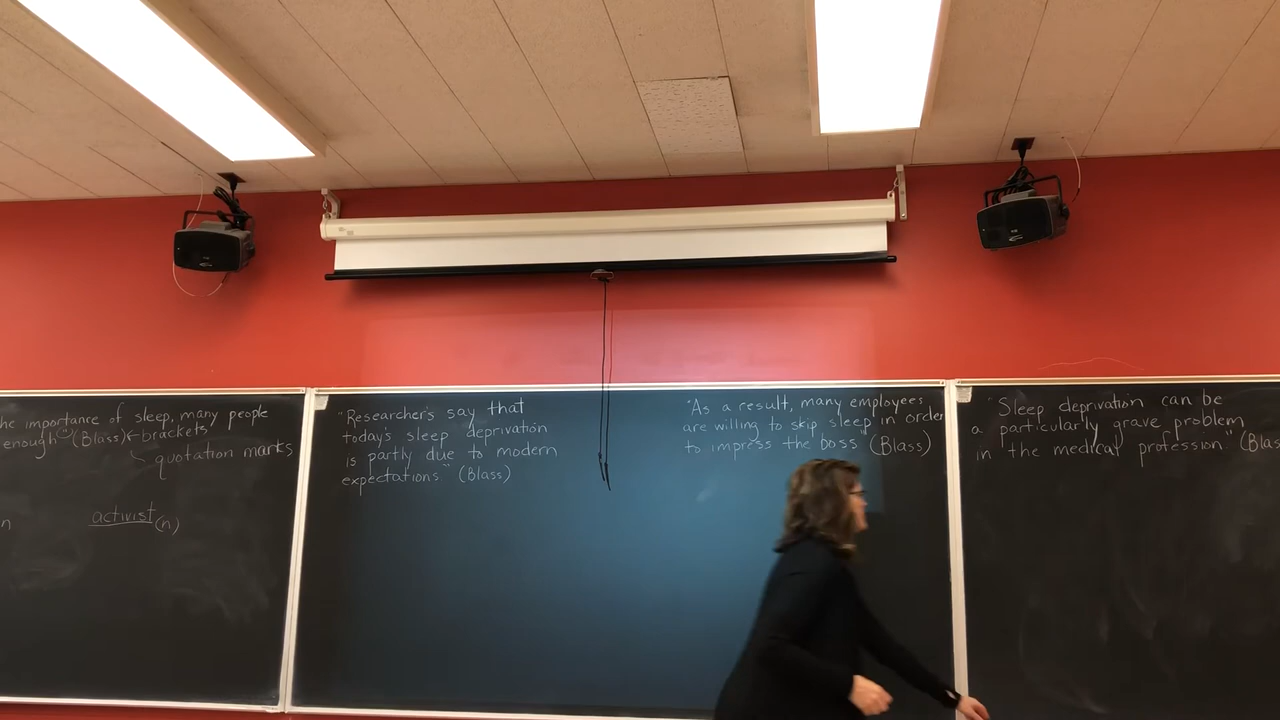 he importance of sleep, many people
enough" (Blass) ← brackets
quotation marks
n
activist (n)
"Researcher's say that
today's sleep deprivation
is partly due to modern
expectations" (Blass)
"As a result, many employees
are willing to skip sleep in order
to impress the boss" (Blass)
"Sleep deprivation can be
a particularly grave problem
in the medical profession." (Blas